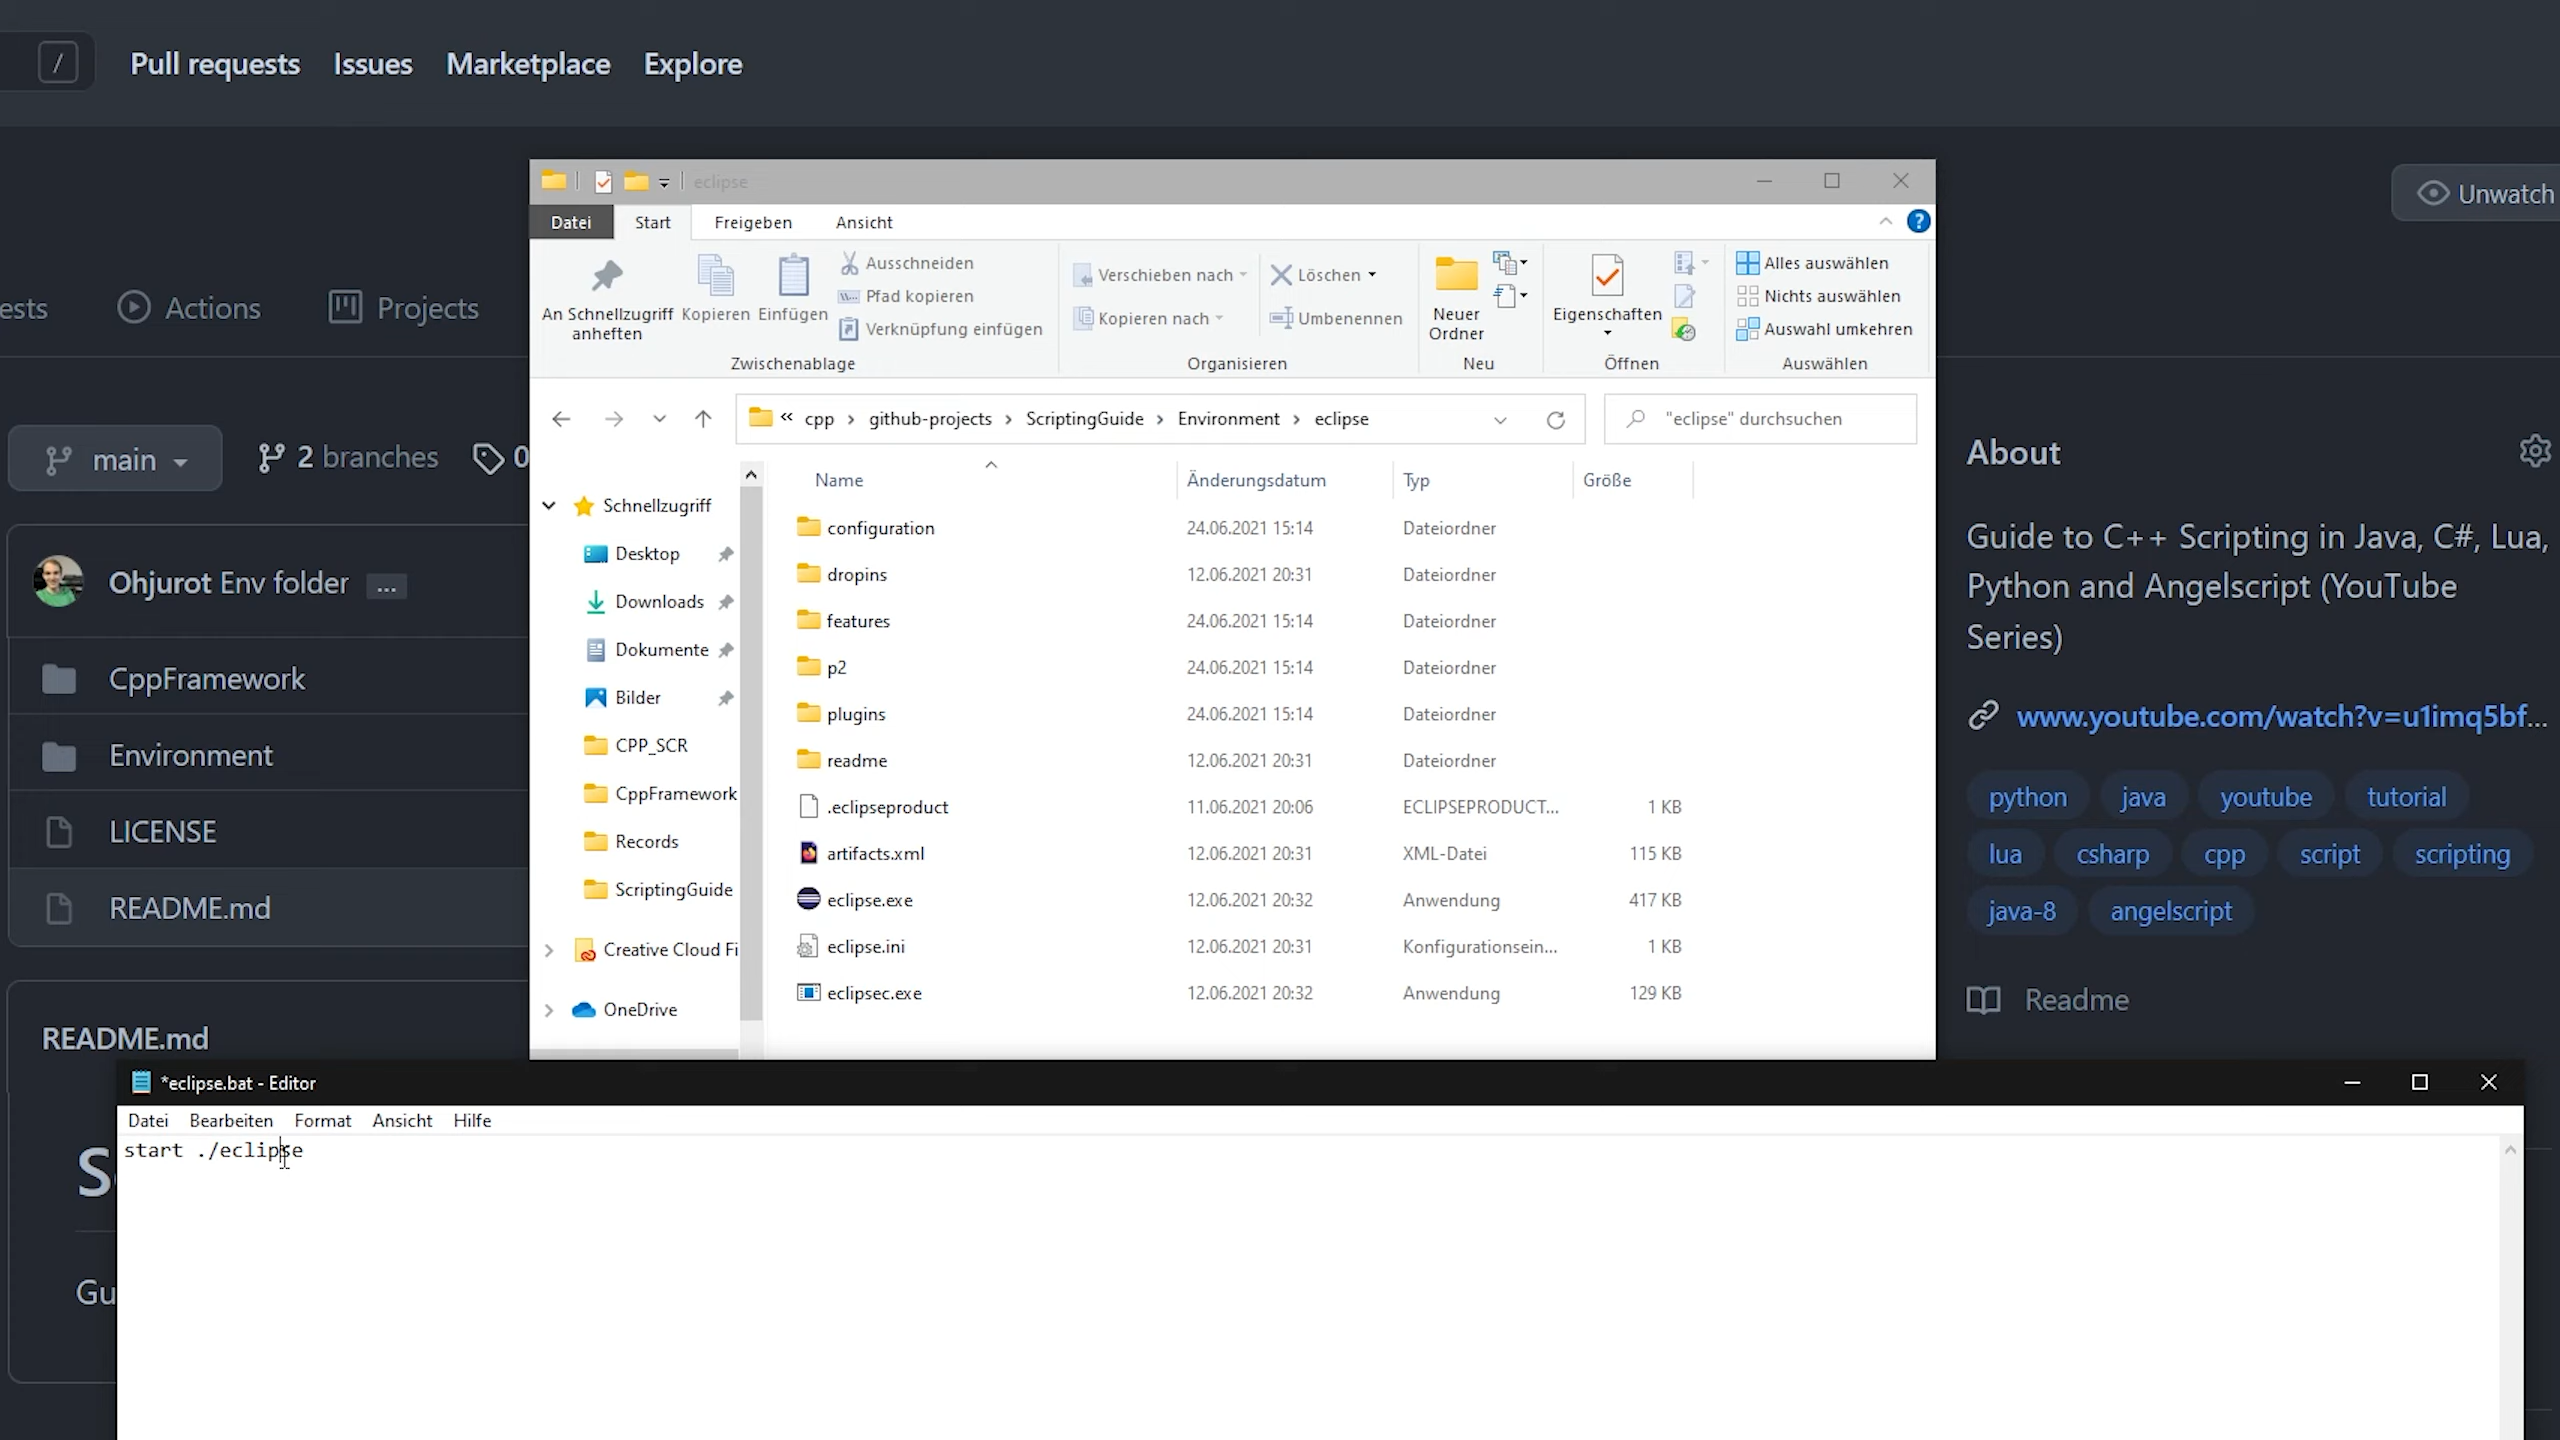 / Pull requests Issues Marketplace Explore
Unwatch
ests Actions Projects
main 2 branches 0
Ohjurot Env folder ...
CppFramework
Environment
LICENSE
README.md
README.md
eclipse
Datei Start Freigeben Ansicht
An Schnellzugriff anheften
Kopieren
Einfügen
Ausschneiden
Pfad kopieren
Verknüpfung einfügen
Zwischenablage
Verschieben nach
Kopieren nach
Löschen
Umbenennen
Organisieren
Neuer Ordner
Neu
Eigenschaften
Öffnen
Alles auswählen
Nichts auswählen
Auswahl umkehren
Auswählen
« cpp › github-projects › ScriptingGuide › Environment › eclipse
"eclipse" durchsuchen
Schnellzugriff
Desktop
Downloads
Dokumente
Bilder
CPP_SCR
CppFramework
Records
ScriptingGuide
Creative Cloud Fi
OneDrive
Name Änderungsdatum Typ Größe
configuration 24.06.2021 15:14 Dateiordner
dropins 12.06.2021 20:31 Dateiordner
features 24.06.2021 15:14 Dateiordner
p2 24.06.2021 15:14 Dateiordner
plugins 24.06.2021 15:14 Dateiordner
readme 12.06.2021 20:31 Dateiordner
.eclipseproduct 11.06.2021 20:06 ECLIPSEPRODUCT... 1 KB
artifacts.xml 12.06.2021 20:31 XML-Datei 115 KB
eclipse.exe 12.06.2021 20:32 Anwendung 417 KB
eclipse.ini 12.06.2021 20:31 Konfigurationsein... 1 KB
eclipsec.exe 12.06.2021 20:32 Anwendung 129 KB
About
Guide to C++ Scripting in Java, C#, Lua,
Python and Angelscript (YouTube
Series)
www.youtube.com/watch?v=u1imq5bf...
python java youtube tutorial
lua csharp cpp script scripting
java-8 angelscript
Readme
*eclipse.bat - Editor
Datei Bearbeiten Format Ansicht Hilfe
start ./eclipse
S
Gu